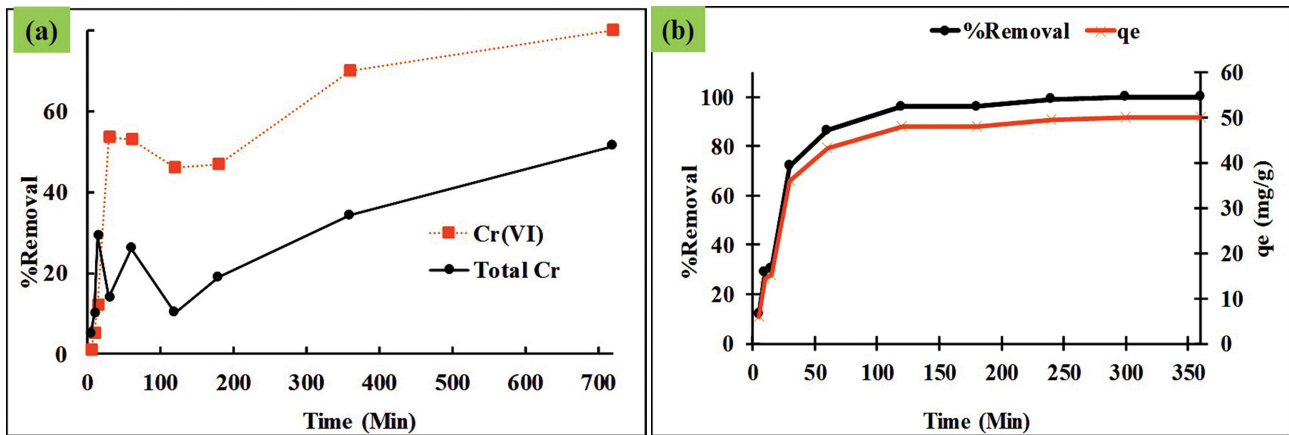 (a)
%Removal
60
40
20
0
Cr(VI)
Total Cr
0 100 200 300 400 500 600 700
Time (Min)
(b)
%Removal qe
%Removal
100
80
60
40
20
0
60
50
40
30
20
10
0
qe (mg/g)
0 50 100 150 200 250 300 350
Time (Min)